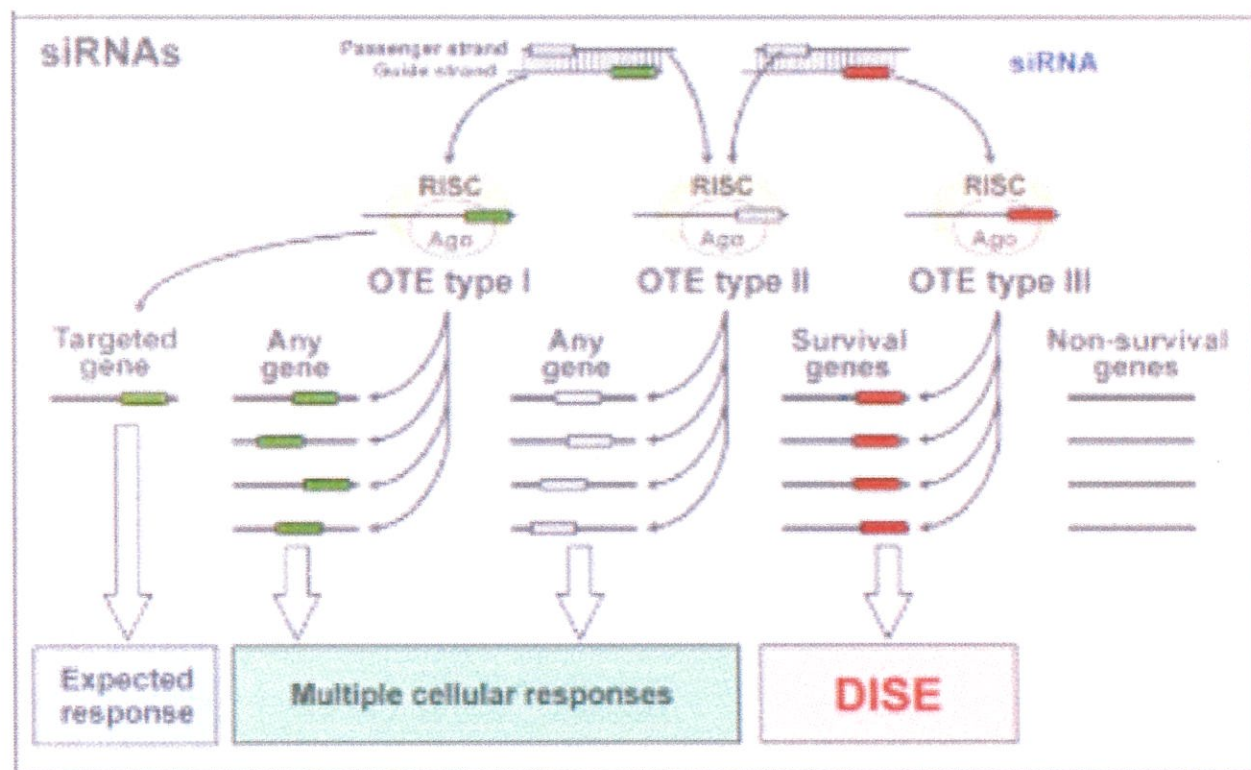 siRNAs
Passenger strand
Guide strand
siRNA
RISC
RISC
RISC
Ago
Ago
Ago
OTE type I
OTE type II
OTE type III
Targeted
gene
Any
gene
Any
gene
Survival
genes
Non-survival
genes
Expected
response
Multiple cellular responses
DISE